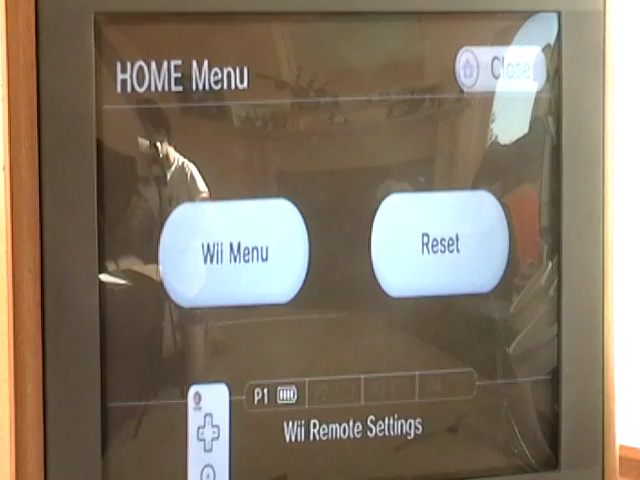 HOME Menu
Close
Wii Menu
Reset
P1
Wii Remote Settings